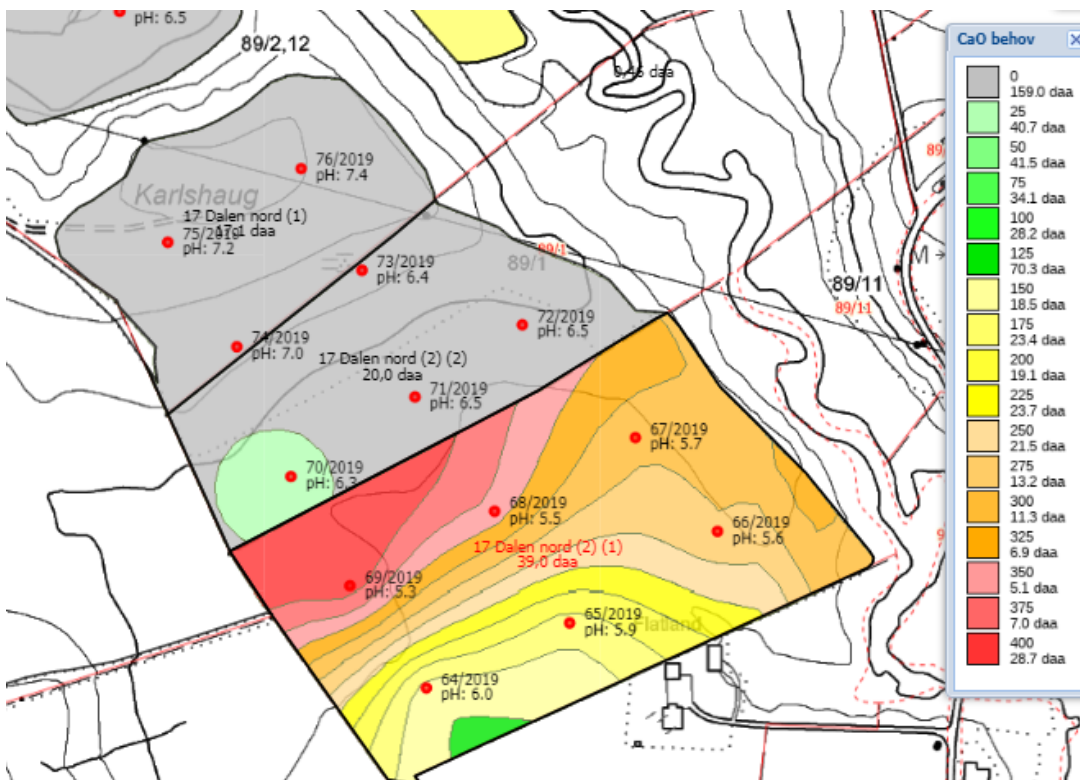 pH: 6.5
89/2,12
0,46 daa
76/2019
pH: 7.4
Karlshaug
17 Dalen nord (1)
17,1 daa
75/2019
pH: 7.2
73/2019
pH: 6.4
89/1
89/1
72/2019
pH: 6.5
74/2019
pH: 7.0
17 Dalen nord (2) (2)
20,0 daa
71/2019
pH: 6.5
70/2019
pH: 6.3
67/2019
pH: 5.7
68/2019
pH: 5.5
66/2019
pH: 5.6
17 Dalen nord (2) (1)
39,0 daa
69/2019
pH: 5.3
65/2019
pH: 5.9
Flatland
64/2019
pH: 6.0
M
89/11
89/11
CaO behov
0
159.0 daa
25
40.7 daa
50
41.5 daa
75
34.1 daa
100
28.2 daa
125
70.3 daa
150
18.5 daa
175
23.4 daa
200
19.1 daa
225
23.7 daa
250
21.5 daa
275
13.2 daa
300
11.3 daa
325
6.9 daa
350
5.1 daa
375
7.0 daa
400
28.7 daa